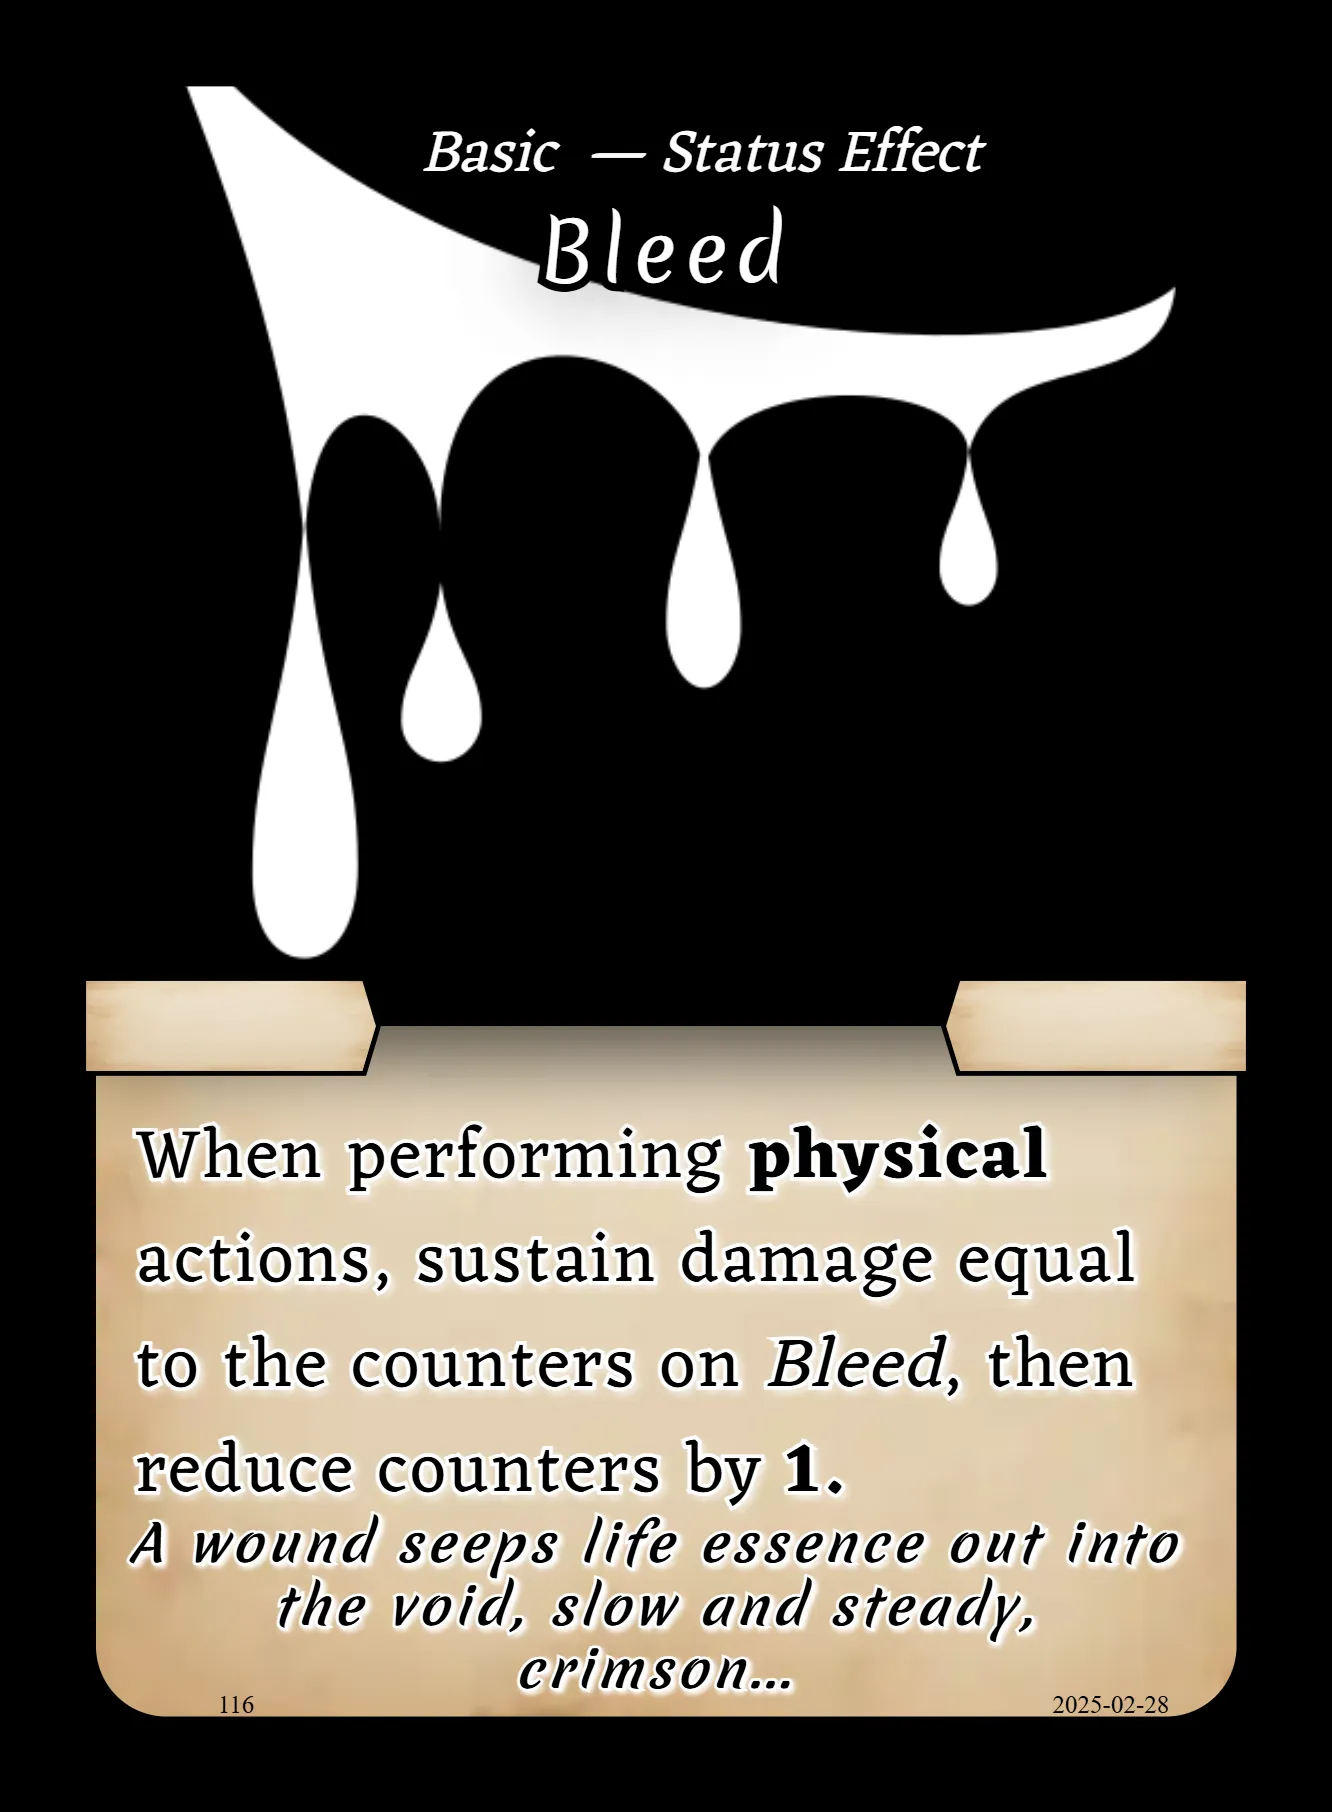 Basic — Status Effect
Bleed
When performing physical
actions, sustain damage equal
to the counters on Bleed, then
reduce counters by 1.
A wound seeps life essence out into
the void, slow and steady,
crimson...
116
2025-02-28